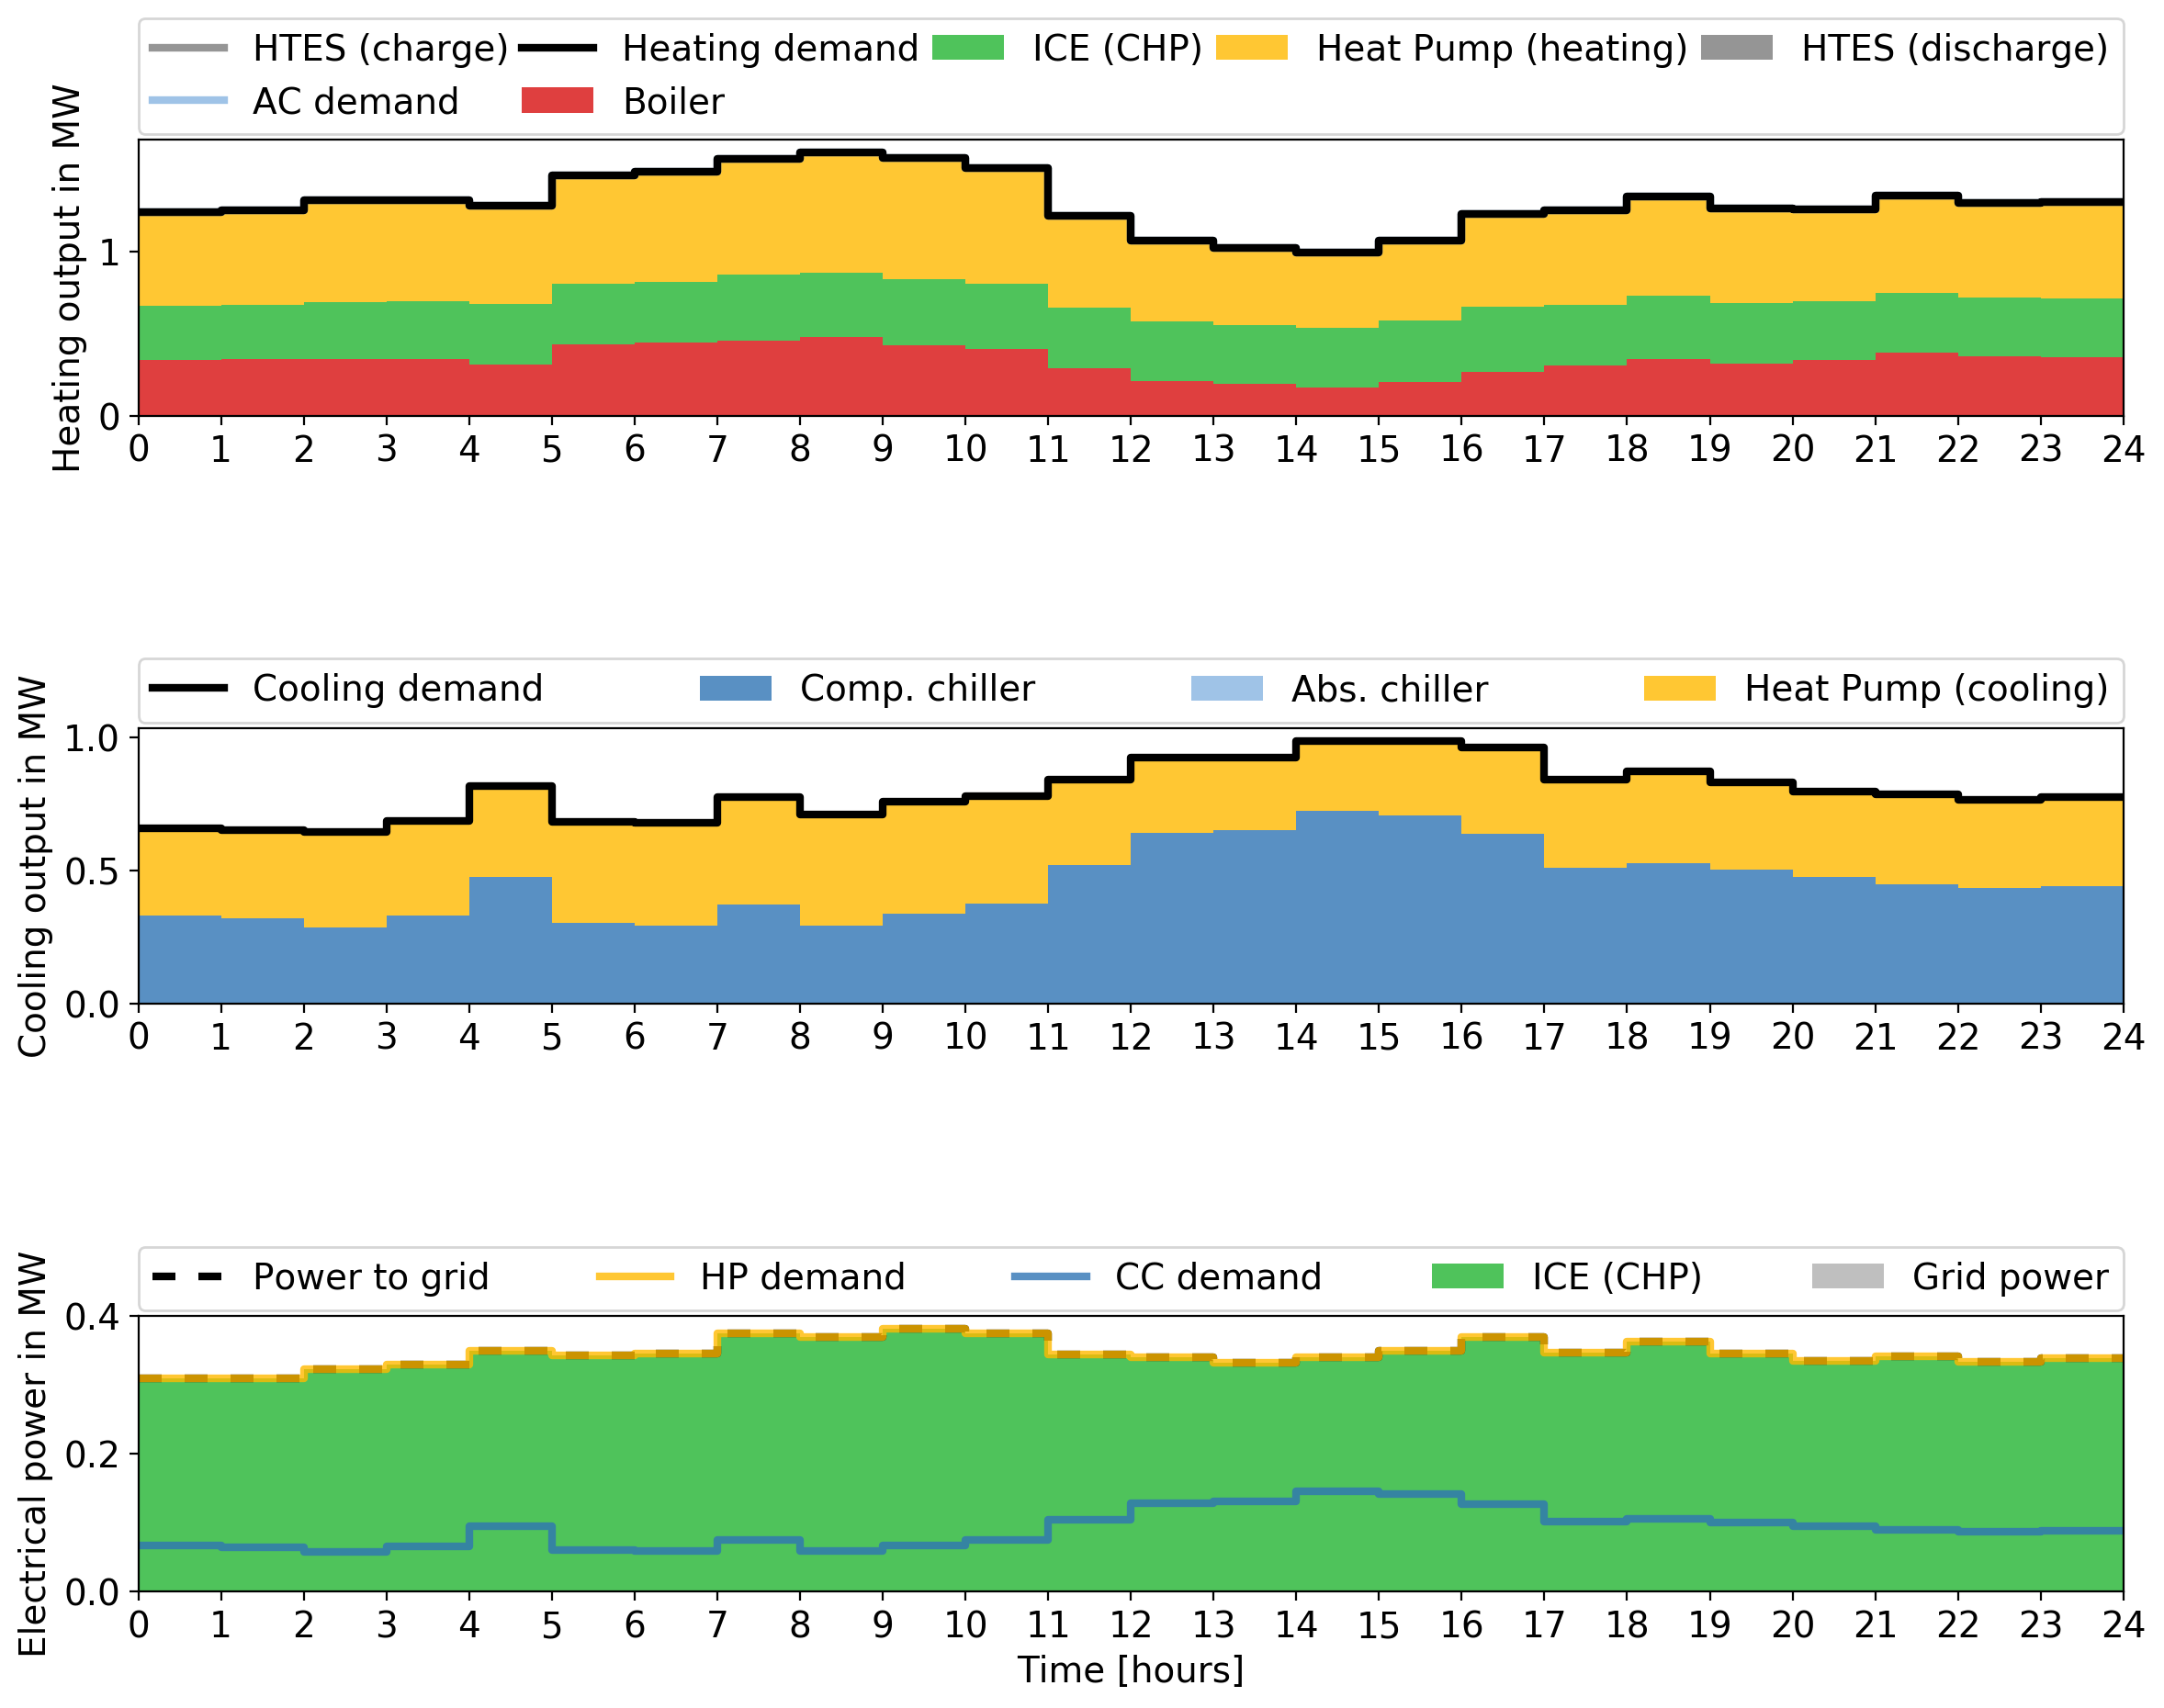 HTES (charge) Heating demand ICE (CHP) Heat Pump (heating) HTES (discharge)
AC demand Boiler
Heating output in MW
1
0
0 1 2 3 4 5 6 7 8 9 10 11 12 13 14 15 16 17 18 19 20 21 22 23 24
Cooling demand Comp. chiller Abs. chiller Heat Pump (cooling)
Cooling output in MW
1.0
0.5
0.0
0 1 2 3 4 5 6 7 8 9 10 11 12 13 14 15 16 17 18 19 20 21 22 23 24
Power to grid HP demand CC demand ICE (CHP) Grid power
Electrical power in MW
0.4
0.2
0.0
0 1 2 3 4 5 6 7 8 9 10 11 12 13 14 15 16 17 18 19 20 21 22 23 24
Time [hours]